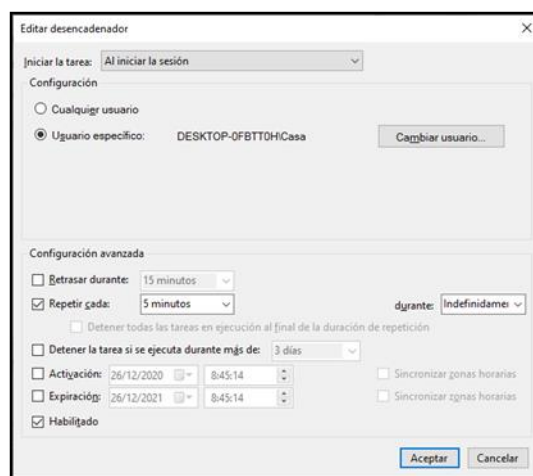 Editar desencadenador
Iniciar la tarea: Al iniciar la sesión
Configuración
Cualquier usuario
Usuario específico: DESKTOP-0FBTT0H\Casa Cambiar usuario...
Configuración avanzada
Retrasar durante: 15 minutos
Repetir cada: 5 minutos durante: Indefinidamer
Detener todas las tareas en ejecución al final de la duración de repetición
Detener la tarea si se ejecuta durante más de: 3 días
Activación: 26/12/2020 8:45:14 Sincronizar zonas horarias
Expiración: 26/12/2021 8:45:14 Sincronizar zonas horarias
Habilitado
Aceptar Cancelar